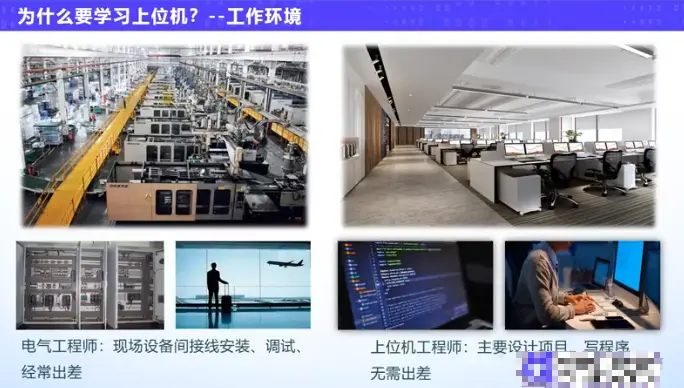 为什么要学习上位机？--工作环境
电气工程师：现场设备间接线安装、调试、
经常出差
上位机工程师：主要设计项目、写程序，
无需出差